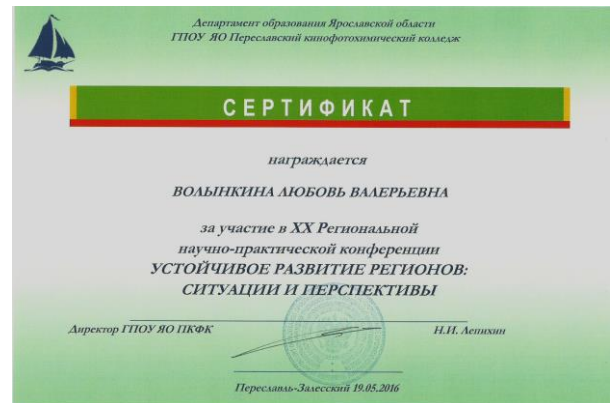 Департамент образования Ярославской области
ГПОУ ЯО Переславский кинофотохимический колледж
СЕРТИФИКАТ
награждается
ВОЛЫНКИНА ЛЮБОВЬ ВАЛЕРЬЕВНА
за участие в XX Региональной
научно-практической конференции
УСТОЙЧИВОЕ РАЗВИТИЕ РЕГИОНОВ:
СИТУАЦИИ И ПЕРСПЕКТИВЫ
Директор ГПОУ ЯО ПКФК Н.И. Лепихин
Переславль-Залесский 19.05.2016